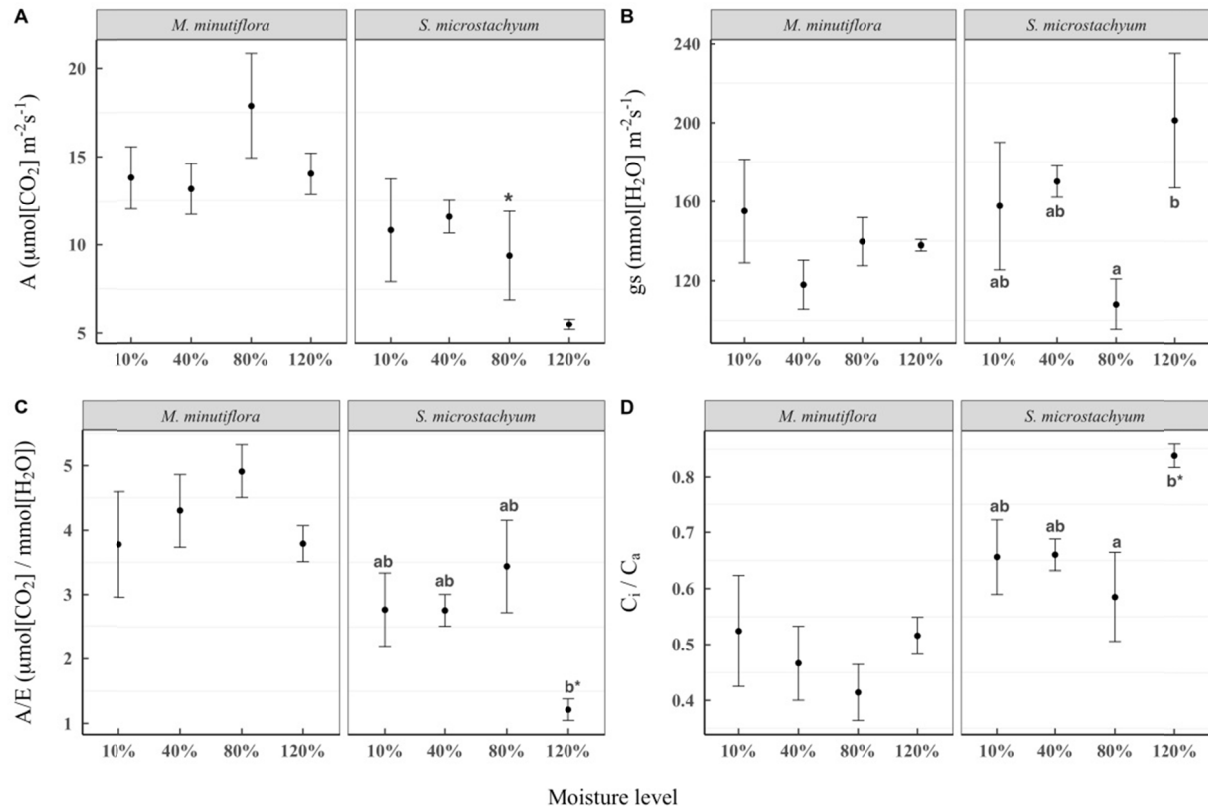 A
M. minutiflora
S. microstachyum
A (µmol[CO₂] m⁻²s⁻¹)
20
15
10
5
*
10% 40% 80% 120%
10% 40% 80% 120%
B
M. minutiflora
S. microstachyum
gs (mmol[H₂O] m⁻²s⁻¹)
240
200
160
120
ab
ab
a
b
10% 40% 80% 120%
10% 40% 80% 120%
C
M. minutiflora
S. microstachyum
A/E (µmol[CO₂] / mmol[H₂O])
5
4
3
2
1
ab
ab
ab
b*
10% 40% 80% 120%
10% 40% 80% 120%
D
M. minutiflora
S. microstachyum
Cᵢ / Cₐ
0.8
0.7
0.6
0.5
0.4
ab
ab
a
b*
10% 40% 80% 120%
10% 40% 80% 120%
Moisture level